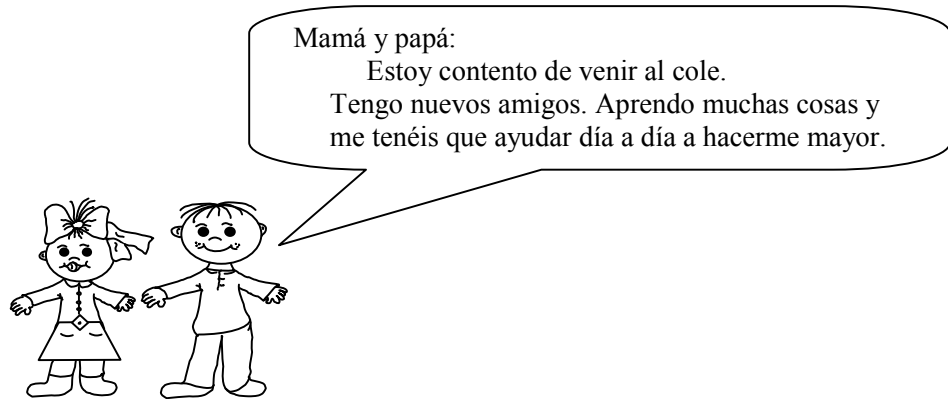 Mamá y papá:
Estoy contento de venir al cole.
Tengo nuevos amigos. Aprendo muchas cosas y
me tenéis que ayudar día a día a hacerme mayor.